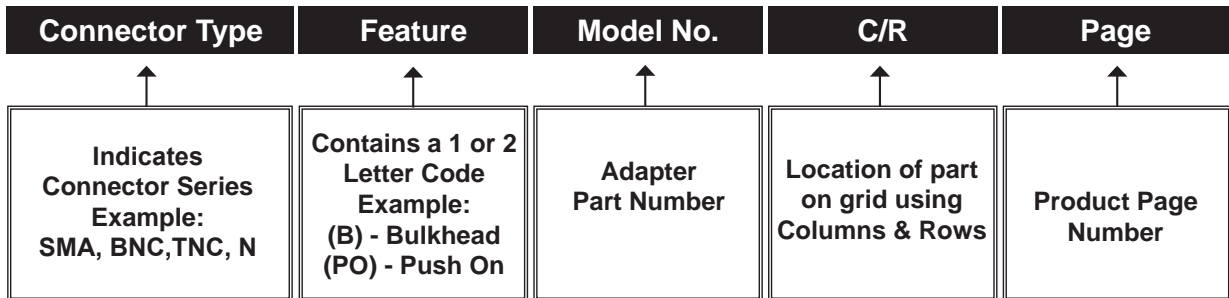 Connector Type
Feature
Model No.
C/R
Page
Indicates
Connector Series
Example:
SMA, BNC,TNC, N
Contains a 1 or 2
Letter Code
Example:
(B) - Bulkhead
(PO) - Push On
Adapter
Part Number
Location of part
on grid using
Columns & Rows
Product Page
Number